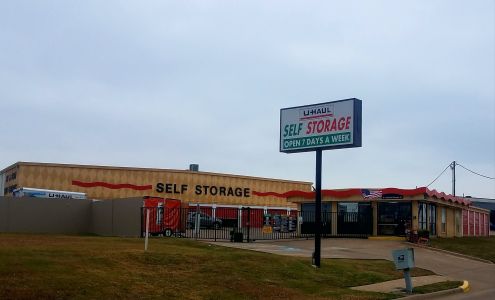 U-HAUL
SELF STORAGE
OPEN 7 DAYS A WEEK
SELF STORAGE